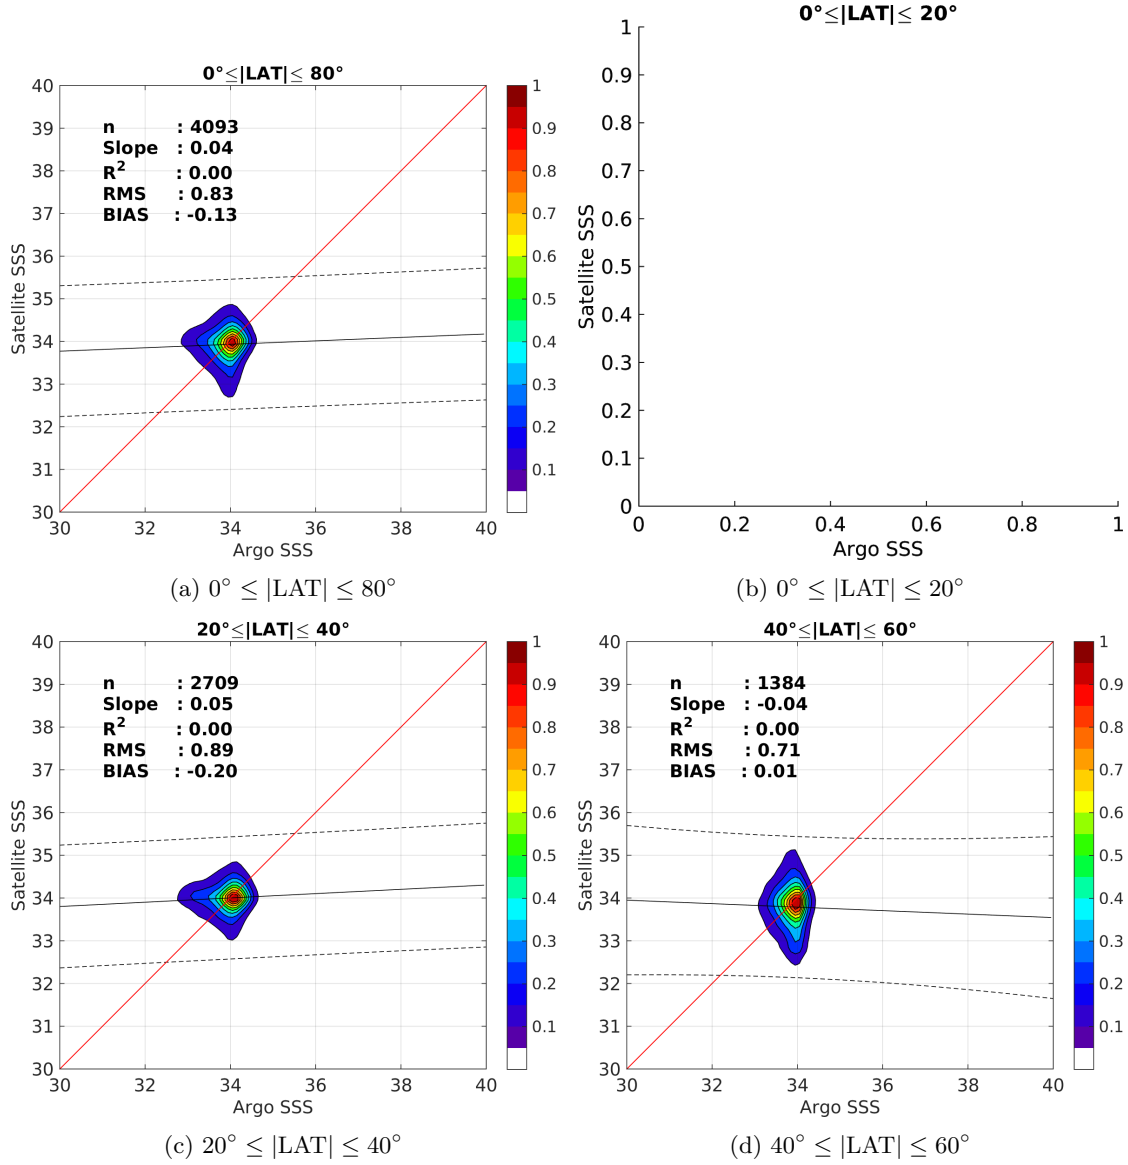 0°≤|LAT|≤ 80°
n : 4093
Slope : 0.04
R² : 0.00
RMS : 0.83
BIAS : -0.13
Satellite SSS
40
39
38
37
36
35
34
33
32
31
30
30 32 34 36 38 40
Argo SSS
1
0.9
0.8
0.7
0.6
0.5
0.4
0.3
0.2
0.1
(a) 0° ≤ |LAT| ≤ 80°
0°≤|LAT|≤ 20°
Satellite SSS
1
0.9
0.8
0.7
0.6
0.5
0.4
0.3
0.2
0.1
0
0 0.2 0.4 0.6 0.8 1
Argo SSS
(b) 0° ≤ |LAT| ≤ 20°
20°≤|LAT|≤ 40°
n : 2709
Slope : 0.05
R² : 0.00
RMS : 0.89
BIAS : -0.20
Satellite SSS
40
39
38
37
36
35
34
33
32
31
30
30 32 34 36 38 40
Argo SSS
1
0.9
0.8
0.7
0.6
0.5
0.4
0.3
0.2
0.1
(c) 20° ≤ |LAT| ≤ 40°
40°≤|LAT|≤ 60°
n : 1384
Slope : -0.04
R² : 0.00
RMS : 0.71
BIAS : 0.01
Satellite SSS
40
39
38
37
36
35
34
33
32
31
30
30 32 34 36 38 40
Argo SSS
1
0.9
0.8
0.7
0.6
0.5
0.4
0.3
0.2
0.1
(d) 40° ≤ |LAT| ≤ 60°